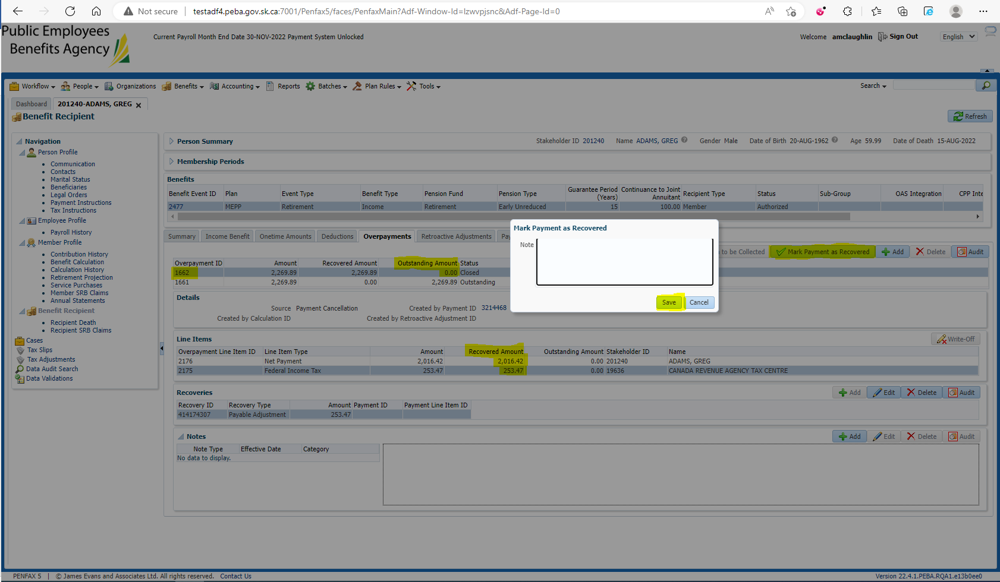 Not secure | testadf4.peba.gov.sk.ca:7001/Penfax5/faces/PenfaxMain?Adf-Window-Id=lzwvpjsnc&Adf-Page-Id=0
Public Employees
Benefits Agency
Current Payroll Month End Date 30-NOV-2022 Payment System Unlocked
Welcome amclaughlin Sign Out English
Workflow People Organizations Benefits Accounting Reports Batches Plan Rules Tools Search
Dashboard 201240-ADAMS, GREG
Benefit Recipient Refresh
Navigation
Person Profile
Communication
Contacts
Marital Status
Beneficiaries
Legal Orders
Payment Instructions
Tax Instructions
Employee Profile
Payroll History
Member Profile
Contribution History
Benefit Calculation
Calculation History
Retirement Projection
Service Purchases
Member SRB Claims
Annual Statements
Benefit Recipient
Recipient Death
Recipient SRB Claims
Cases
Tax Slips
Tax Adjustments
Data Audit Search
Data Validations
Person Summary Stakeholder ID 201240 Name ADAMS, GREG Gender Male Date of Birth 20-AUG-1962 Age 59.99 Date of Death 15-AUG-2022
Membership Periods
Benefits
Benefit Event ID Plan Event Type Benefit Type Pension Fund Pension Type Guarantee Period (Years) Continuance to Joint Annuitant Recipient Type Status Sub-Group OAS Integration CPP Inte
2477 MEPP Retirement Income Retirement Early Unreduced 15 100.00 Member Authorized
Summary Income Benefit Onetime Amounts Deductions Overpayments Retroactive Adjustments Pay
to be Collected Mark Payment as Recovered Add Delete Audit
Overpayment ID Amount Recovered Amount Outstanding Amount Status
1662 2,269.89 2,269.89 0.00 Closed
1661 2,269.89 0.00 2,269.89 Outstanding
Mark Payment as Recovered
Note
Save Cancel
Details
Source Payment Cancellation Created by Payment ID 3214468
Created by Calculation ID Created by Retroactive Adjustment ID
Line Items Write-Off
Overpayment Line Item ID Line Item Type Amount Recovered Amount Outstanding Amount Stakeholder ID Name
2176 Net Payment 2,016.42 2,016.42 0.00 201240 ADAMS, GREG
2175 Federal Income Tax 253.47 253.47 0.00 19636 CANADA REVENUE AGENCY TAX CENTRE
Recoveries Add Edit Delete Audit
Recovery ID Recovery Type Amount Payment ID Payment Line Item ID
414174307 Payable Adjustment 253.47
Notes Add Edit Delete Audit
Note Type Effective Date Category
No data to display.
PENFAX 5 | © James Evans and Associates Ltd. All rights reserved. Contact Us Version 22.4.1.PEBA.RQA1.e13b0ee0